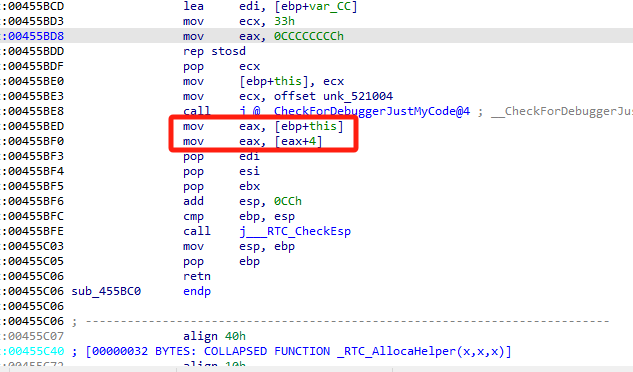 :00455BCD lea edi, [ebp+var_CC]
:00455BD3 mov ecx, 33h
:00455BD8 mov eax, 0CCCCCCCCh
:00455BDD rep stosd
:00455BDF pop ecx
:00455BE0 mov [ebp+this], ecx
:00455BE3 mov ecx, offset unk_521004
:00455BE8 call j_@__CheckForDebuggerJustMyCode@4 ; __CheckForDebuggerJus
:00455BED mov eax, [ebp+this]
:00455BF0 mov eax, [eax+4]
:00455BF3 pop edi
:00455BF4 pop esi
:00455BF5 pop ebx
:00455BF6 add esp, 0CCh
:00455BFC cmp ebp, esp
:00455BFE call j___RTC_CheckEsp
:00455C03 mov esp, ebp
:00455C05 pop ebp
:00455C06 retn
:00455C06 sub_455BC0 endp
:00455C06
:00455C06 ; ---------------------------------------------------------------------------
:00455C07 align 40h
:00455C40 ; [00000032 BYTES: COLLAPSED FUNCTION _RTC_AllocaHelper(x,x,x)]
:00455C72 align 10h